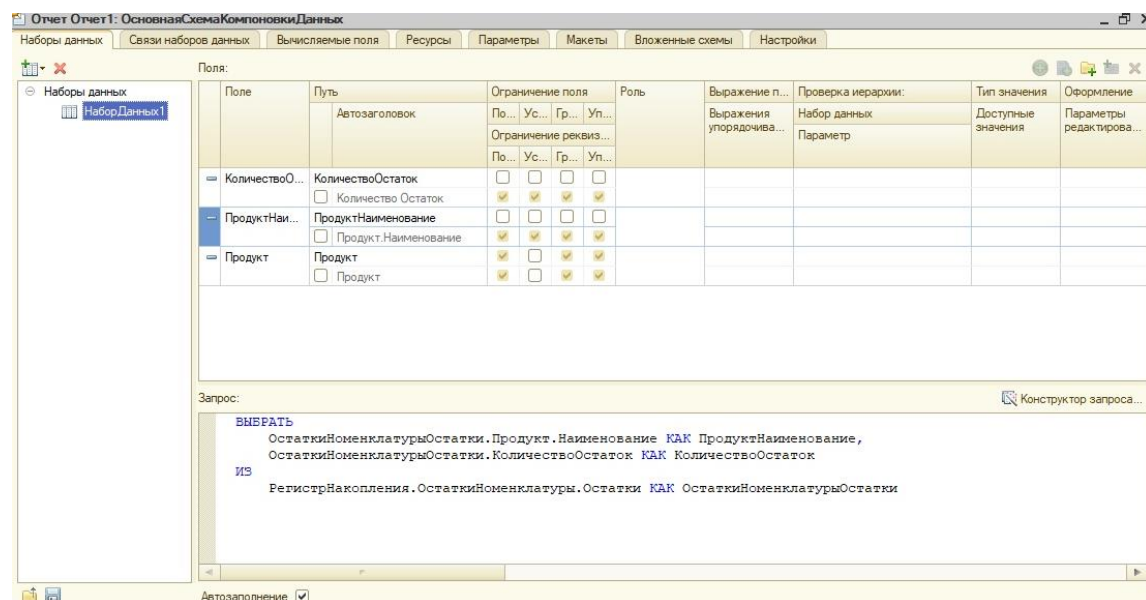 Отчет Отчет1: ОсновнаяСхемаКомпоновкиДанных
Наборы данных Связи наборов данных Вычисляемые поля Ресурсы Параметры Макеты Вложенные схемы Настройки
Поля:
Наборы данных
НаборДанных1
Поле Путь Ограничение поля Роль Выражение п... Проверка иерархии: Тип значения Оформление
Автозаголовок По... Ус... Гр... Уп... Выражения упорядочива... Набор данных Доступные значения Параметры редактирова...
Ограничение реквиз... Параметр
По... Ус... Гр... Уп...
КоличествоО... КоличествоОстаток
Количество Остаток
ПродуктНаи... ПродуктНаименование
Продукт.Наименование
Продукт Продукт
Продукт
Запрос: Конструктор запроса...
ВЫБРАТЬ
ОстаткиНоменклатурыОстатки.Продукт.Наименование КАК ПродуктНаименование,
ОстаткиНоменклатурыОстатки.КоличествоОстаток КАК КоличествоОстаток
ИЗ
РегистрНакопления.ОстаткиНоменклатуры.Остатки КАК ОстаткиНоменклатурыОстатки
Автозаполнение